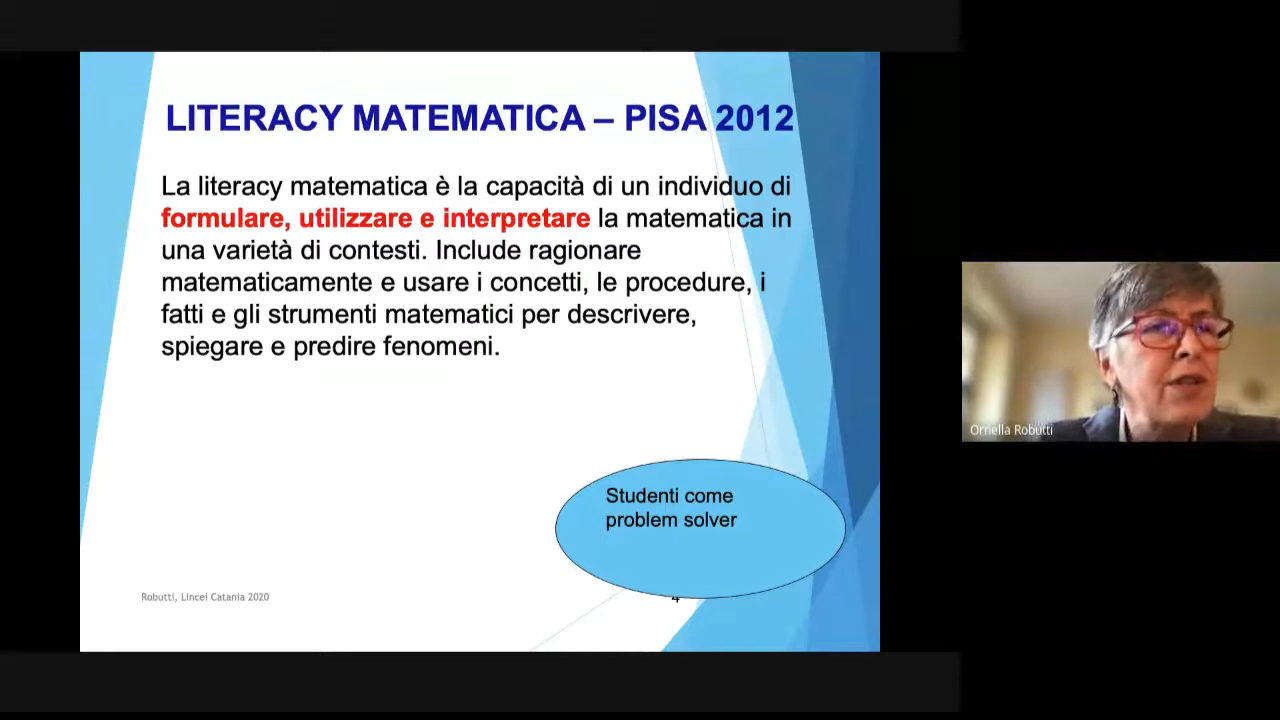 LITERACY MATEMATICA – PISA 2012
La literacy matematica è la capacità di un individuo di
formulare, utilizzare e interpretare la matematica in
una varietà di contesti. Include ragionare
matematicamente e usare i concetti, le procedure, i
fatti e gli strumenti matematici per descrivere,
spiegare e predire fenomeni.
Ornella Robutti
Studenti come
problem solver
Robutti, Lincei Catania 2020
4